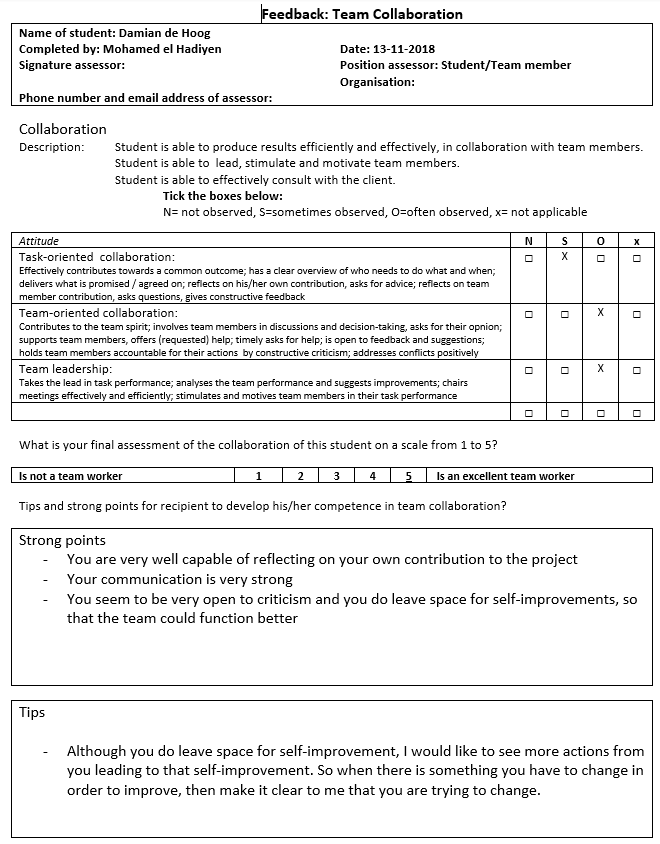 Feedback: Team Collaboration
Name of student: Damian de Hoog
Completed by: Mohamed el Hadiyen Date: 13-11-2018
Signature assessor: Position assessor: Student/Team member
Organisation:
Phone number and email address of assessor:
Collaboration
Description: Student is able to produce results efficiently and effectively, in collaboration with team members.
Student is able to lead, stimulate and motivate team members.
Student is able to effectively consult with the client.
Tick the boxes below:
N= not observed, S=sometimes observed, O=often observed, x= not applicable
Attitude N S O x
Task-oriented collaboration: □ X □ □
Effectively contributes towards a common outcome; has a clear overview of who needs to do what and when;
delivers what is promised / agreed on; reflects on his/her own contribution, asks for advice; reflects on team
member contribution, asks questions, gives constructive feedback
Team-oriented collaboration: □ □ X □
Contributes to the team spirit; involves team members in discussions and decision-taking, asks for their opnion;
supports team members, offers (requested) help; timely asks for help; is open to feedback and suggestions;
holds team members accountable for their actions by constructive criticism; addresses conflicts positively
Team leadership: □ □ X □
Takes the lead in task performance; analyses the team performance and suggests improvements; chairs
meetings effectively and efficiently; stimulates and motives team members in their task performance
□ □ □ □
What is your final assessment of the collaboration of this student on a scale from 1 to 5?
Is not a team worker 1 2 3 4 5 Is an excellent team worker
Tips and strong points for recipient to develop his/her competence in team collaboration?
Strong points
- You are very well capable of reflecting on your own contribution to the project
- Your communication is very strong
- You seem to be very open to criticism and you do leave space for self-improvements, so
that the team could function better
Tips
- Although you do leave space for self-improvement, I would like to see more actions from
you leading to that self-improvement. So when there is something you have to change in
order to improve, then make it clear to me that you are trying to change.